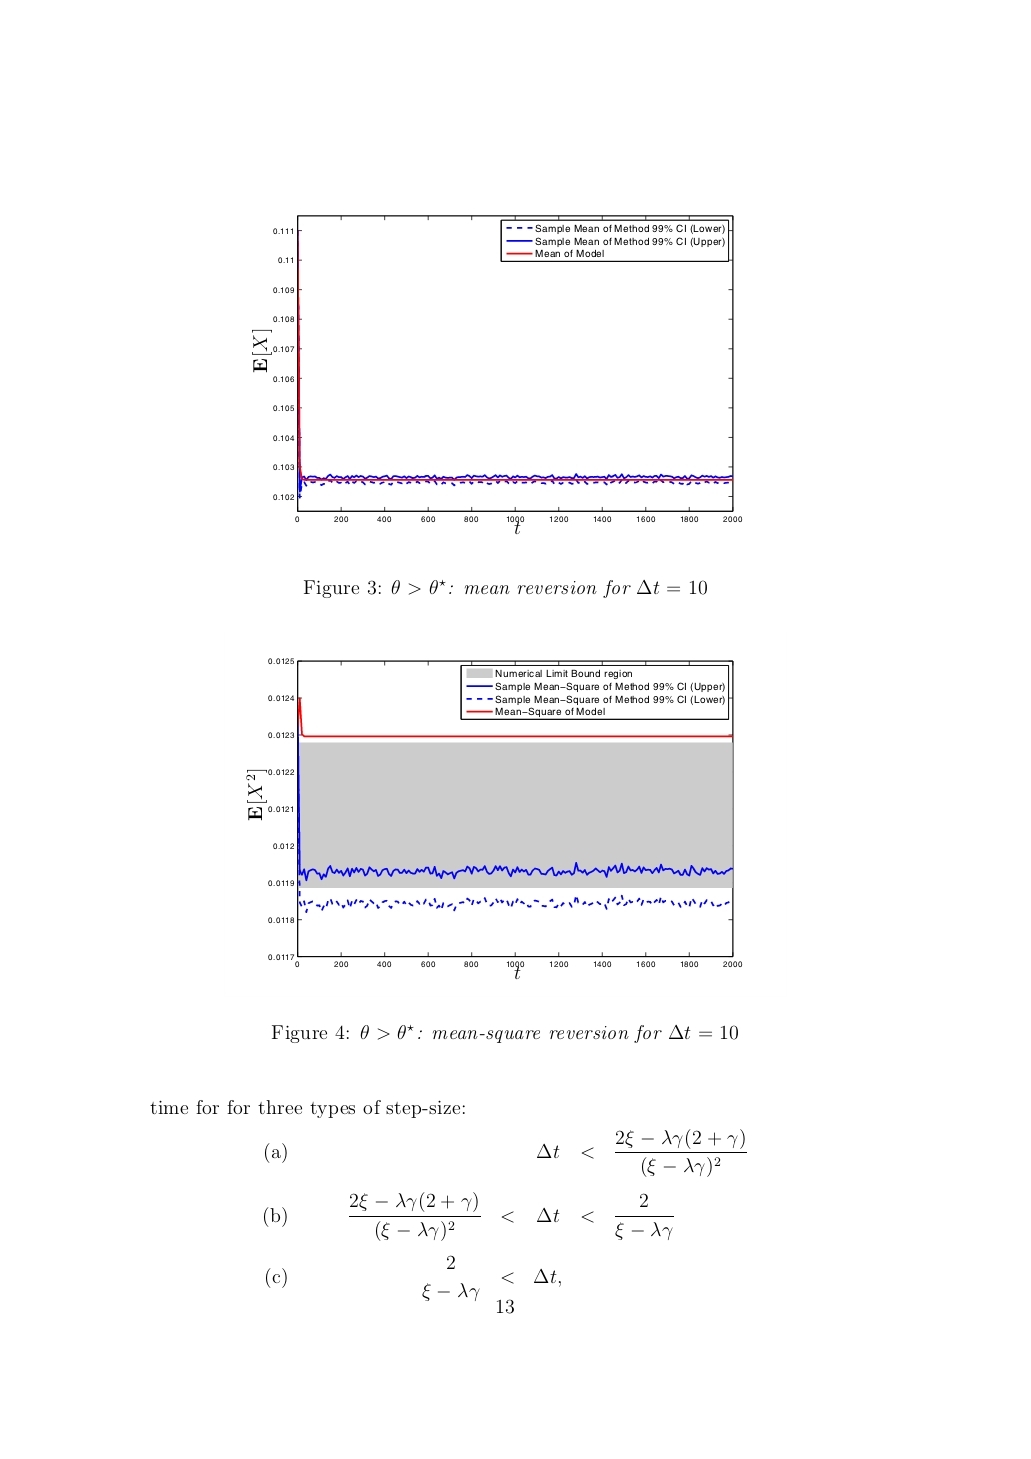 0.111
0.11
0.109
0.108
0.107
0.106
0.105
0.104
0.103
0.102
E[X]
Sample Mean of Method 99% CI (Lower)
Sample Mean of Method 99% CI (Upper)
Mean of Model
0 200 400 600 800 1000 1200 1400 1600 1800 2000
t
Figure 3: θ > θ⋆: mean reversion for Δt = 10
0.0125
0.0124
0.0123
0.0122
0.0121
0.012
0.0119
0.0118
0.0117
E[X²]
Numerical Limit Bound region
Sample Mean−Square of Method 99% CI (Upper)
Sample Mean−Square of Method 99% CI (Lower)
Mean−Square of Model
0 200 400 600 800 1000 1200 1400 1600 1800 2000
t
Figure 4: θ > θ⋆: mean-square reversion for Δt = 10
time for for three types of step-size:
(a) Δt < (2ξ − λγ(2 + γ))/((ξ − λγ)²)
(b) (2ξ − λγ(2 + γ))/((ξ − λγ)²) < Δt < 2/(ξ − λγ)
(c) 2/(ξ − λγ) < Δt,
13